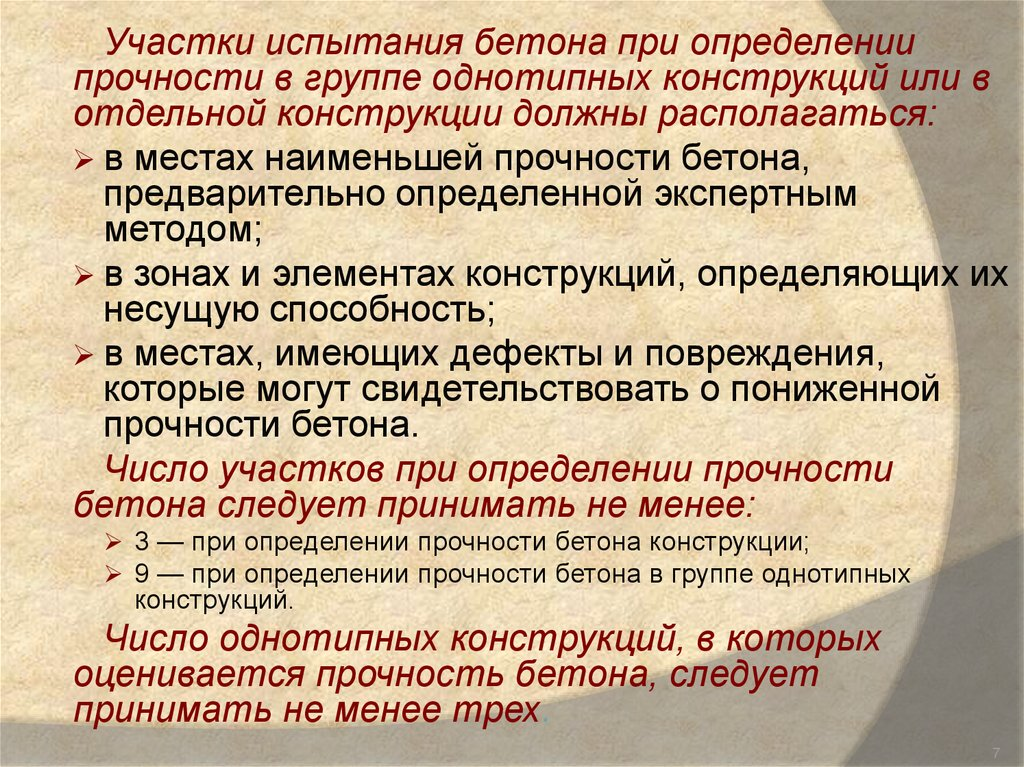 Участки испытания бетона при определении
прочности в группе однотипных конструкций или в
отдельной конструкции должны располагаться:
➢ в местах наименьшей прочности бетона,
предварительно определенной экспертным
методом;
➢ в зонах и элементах конструкций, определяющих их
несущую способность;
➢ в местах, имеющих дефекты и повреждения,
которые могут свидетельствовать о пониженной
прочности бетона.
Число участков при определении прочности
бетона следует принимать не менее:
➢ 3 — при определении прочности бетона конструкции;
➢ 9 — при определении прочности бетона в группе однотипных
конструкций.
Число однотипных конструкций, в которых
оценивается прочность бетона, следует
принимать не менее трех.
7